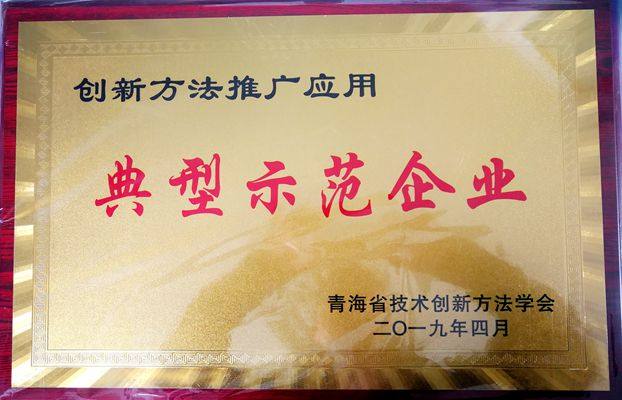 创新方法推广应用
典型示范企业
青海省技术创新方法学会
二〇一九年四月